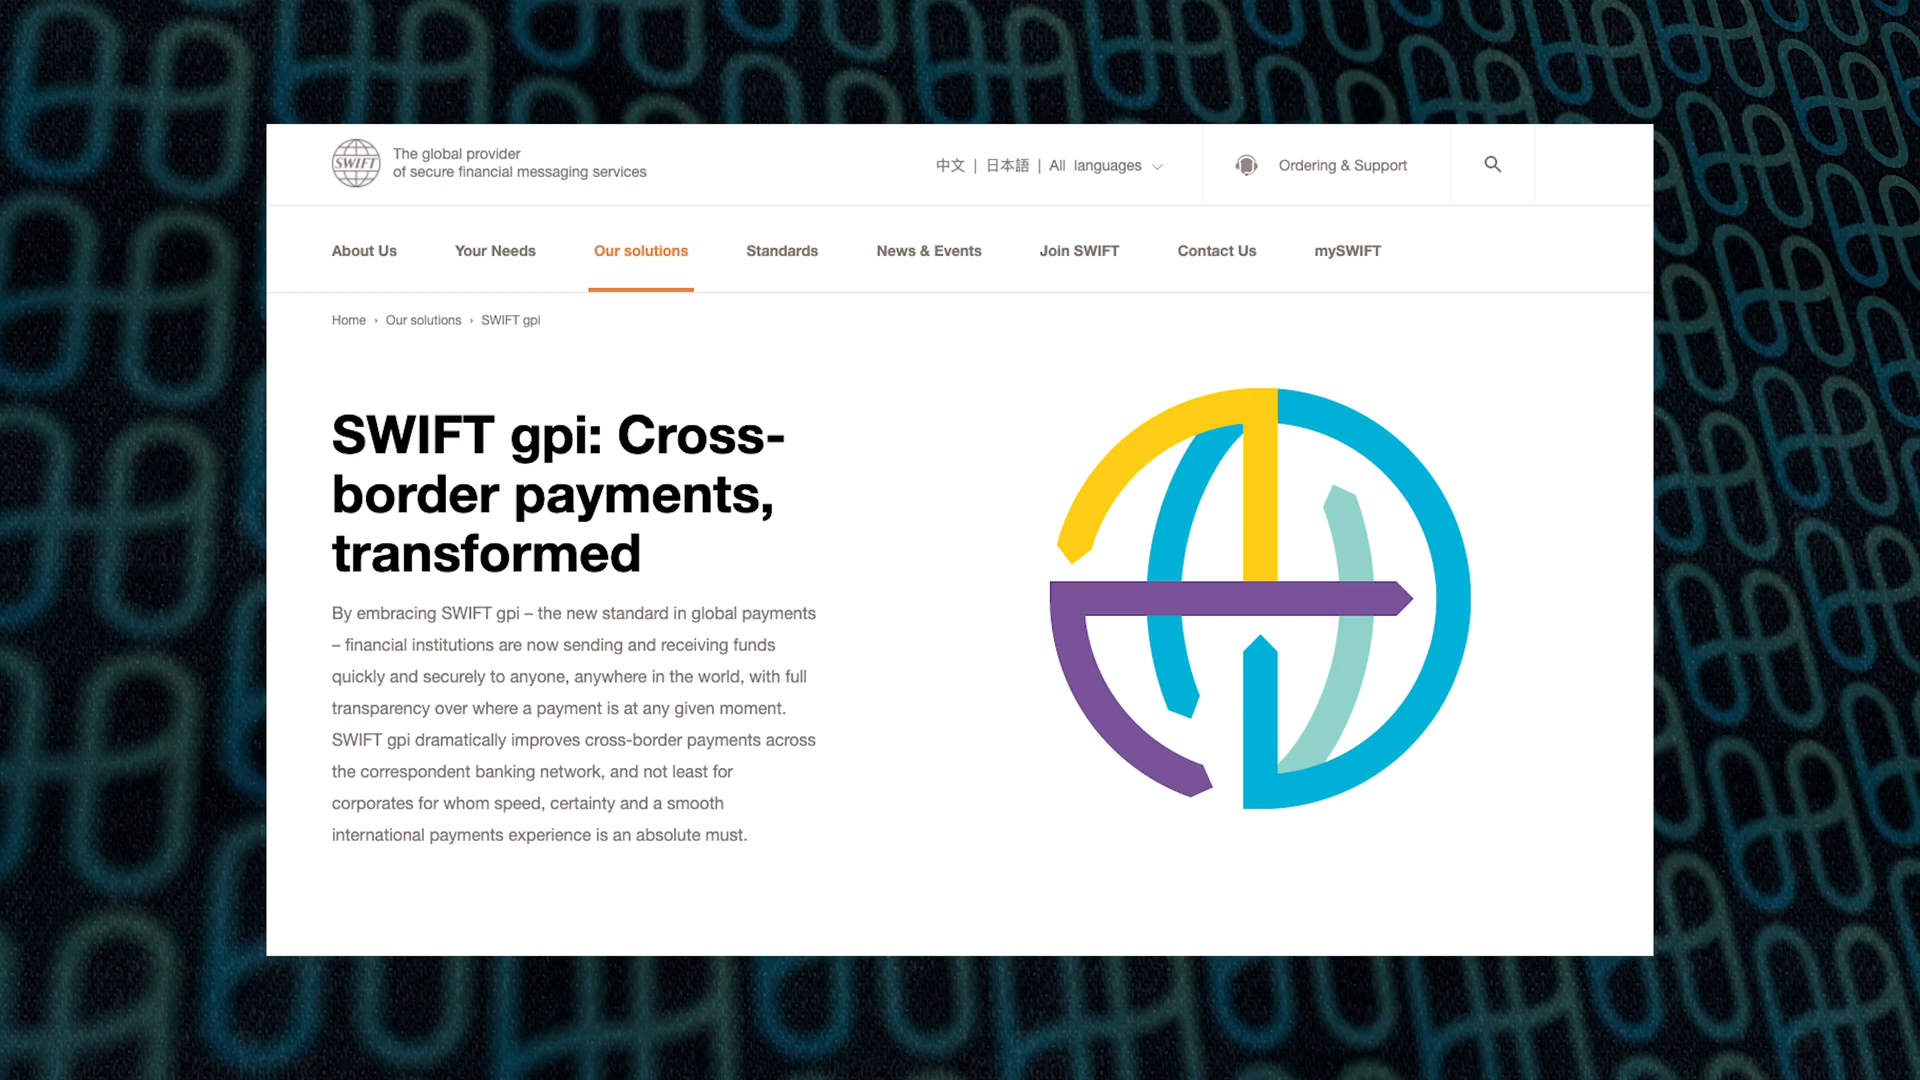 SWIFT
The global provider
of secure financial messaging services
中文 | 日本語 | All languages
Ordering & Support
About Us
Your Needs
Our solutions
Standards
News & Events
Join SWIFT
Contact Us
mySWIFT
Home › Our solutions › SWIFT gpi
SWIFT gpi: Cross-
border payments,
transformed
By embracing SWIFT gpi – the new standard in global payments
– financial institutions are now sending and receiving funds
quickly and securely to anyone, anywhere in the world, with full
transparency over where a payment is at any given moment.
SWIFT gpi dramatically improves cross-border payments across
the correspondent banking network, and not least for
corporates for whom speed, certainty and a smooth
international payments experience is an absolute must.